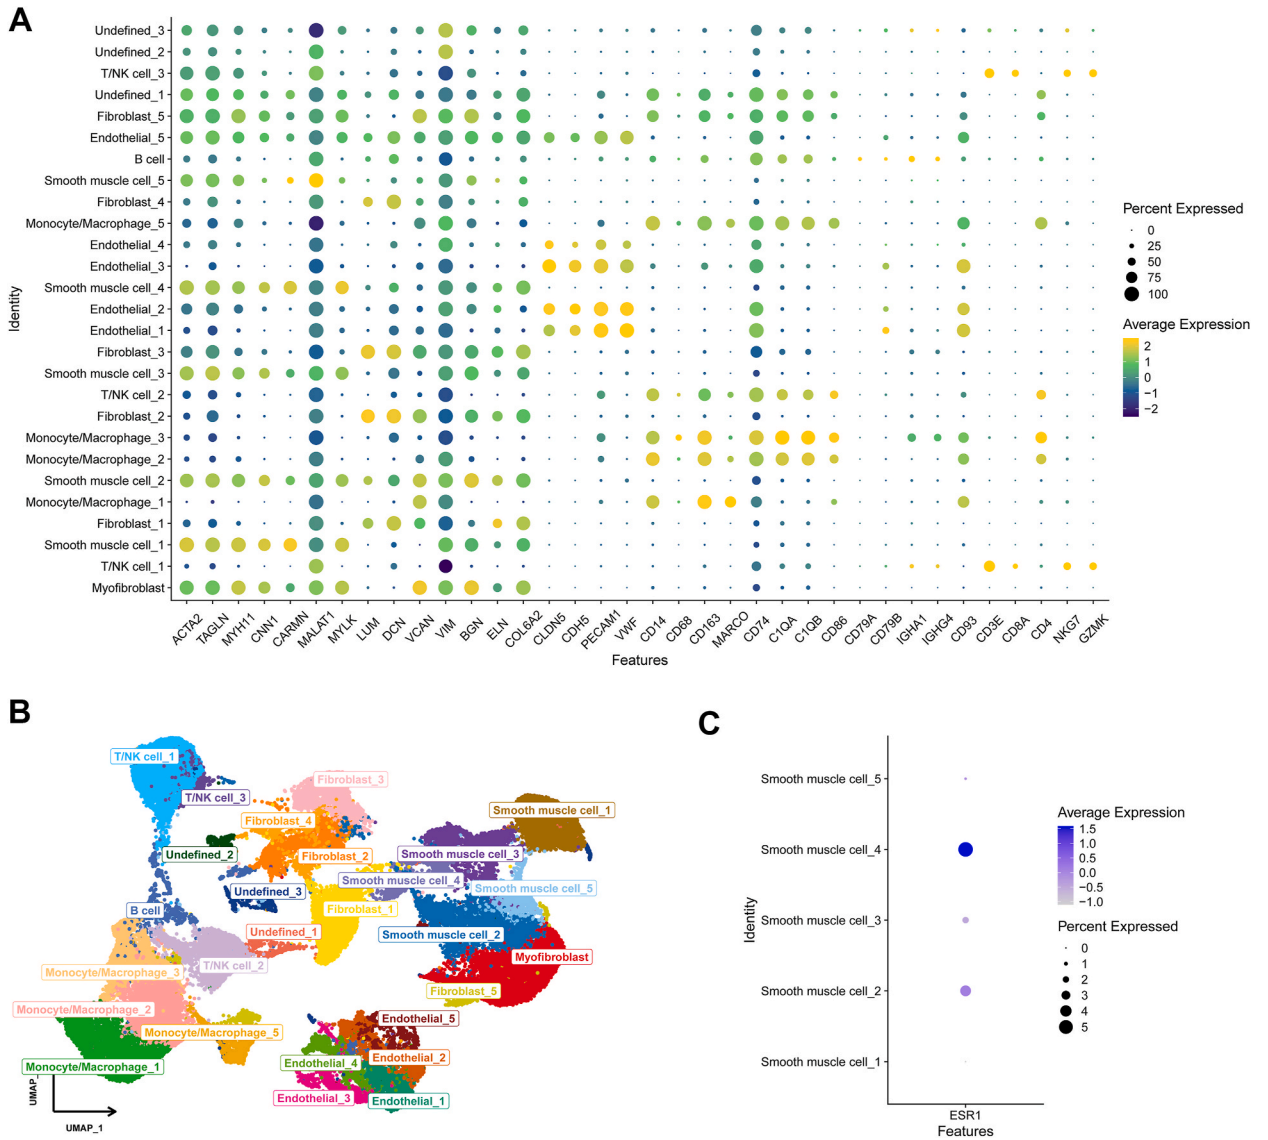 A
Identity
Undefined_3
Undefined_2
T/NK cell_3
Undefined_1
Fibroblast_5
Endothelial_5
B cell
Smooth muscle cell_5
Fibroblast_4
Monocyte/Macrophage_5
Endothelial_4
Endothelial_3
Smooth muscle cell_4
Endothelial_2
Endothelial_1
Fibroblast_3
Smooth muscle cell_3
T/NK cell_2
Fibroblast_2
Monocyte/Macrophage_3
Monocyte/Macrophage_2
Smooth muscle cell_2
Monocyte/Macrophage_1
Fibroblast_1
Smooth muscle cell_1
T/NK cell_1
Myofibroblast
ACTA2 TAGLN MYH11 CNN1 CARMN MALAT1 MYLK LUM DCN VCAN VIM BGN ELN COL6A2 CLDN5 CDH5 PECAM1 VWF CD14 CD68 CD163 MARCO CD74 C1QA C1QB CD86 CD79A CD79B IGHA1 IGHG4 CD93 CD3E CD8A CD4 NKG7 GZMK
Features
Percent Expressed
0
25
50
75
100
Average Expression
2
1
0
−1
−2
B
T/NK cell_1
T/NK cell_3
Fibroblast_3
Fibroblast_4
Smooth muscle cell_1
Undefined_2
Fibroblast_2
Smooth muscle cell_3
Smooth muscle cell_4
Smooth muscle cell_5
Undefined_3
B cell
Fibroblast_1
Undefined_1
Smooth muscle cell_2
Myofibroblast
T/NK cell_2
Monocyte/Macrophage_3
Fibroblast_5
Monocyte/Macrophage_2
Endothelial_5
Monocyte/Macrophage_5
Endothelial_2
Endothelial_4
Monocyte/Macrophage_1
Endothelial_3
Endothelial_1
UMAP_
UMAP_1
C
Identity
Smooth muscle cell_5
Smooth muscle cell_4
Smooth muscle cell_3
Smooth muscle cell_2
Smooth muscle cell_1
ESR1
Features
Average Expression
1.5
1.0
0.5
0.0
−0.5
−1.0
Percent Expressed
0
1
2
3
4
5